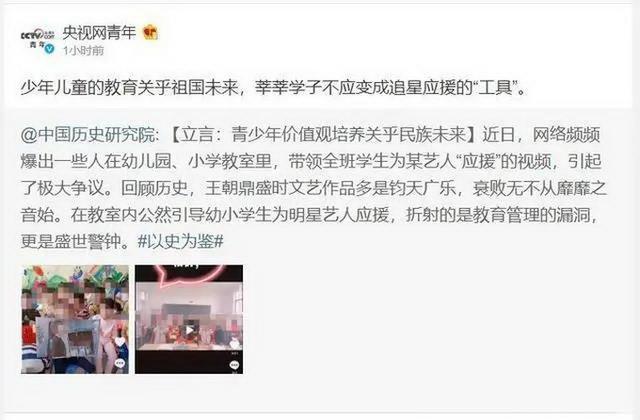 CCTV.com
青年
央视网青年
1小时前
少年儿童的教育关乎祖国未来，莘莘学子不应变成追星应援的“工具”。
@中国历史研究院:【立言：青少年价值观培养关乎民族未来】近日，网络频频
爆出一些人在幼儿园、小学教室里，带领全班学生为某艺人“应援”的视频，引起
了极大争议。回顾历史，王朝鼎盛时文艺作品多是钧天广乐，衰败无不从靡靡之
音始。在教室内公然引导幼小学生为明星艺人应援，折射的是教育管理的漏洞，
更是盛世警钟。#以史为鉴#